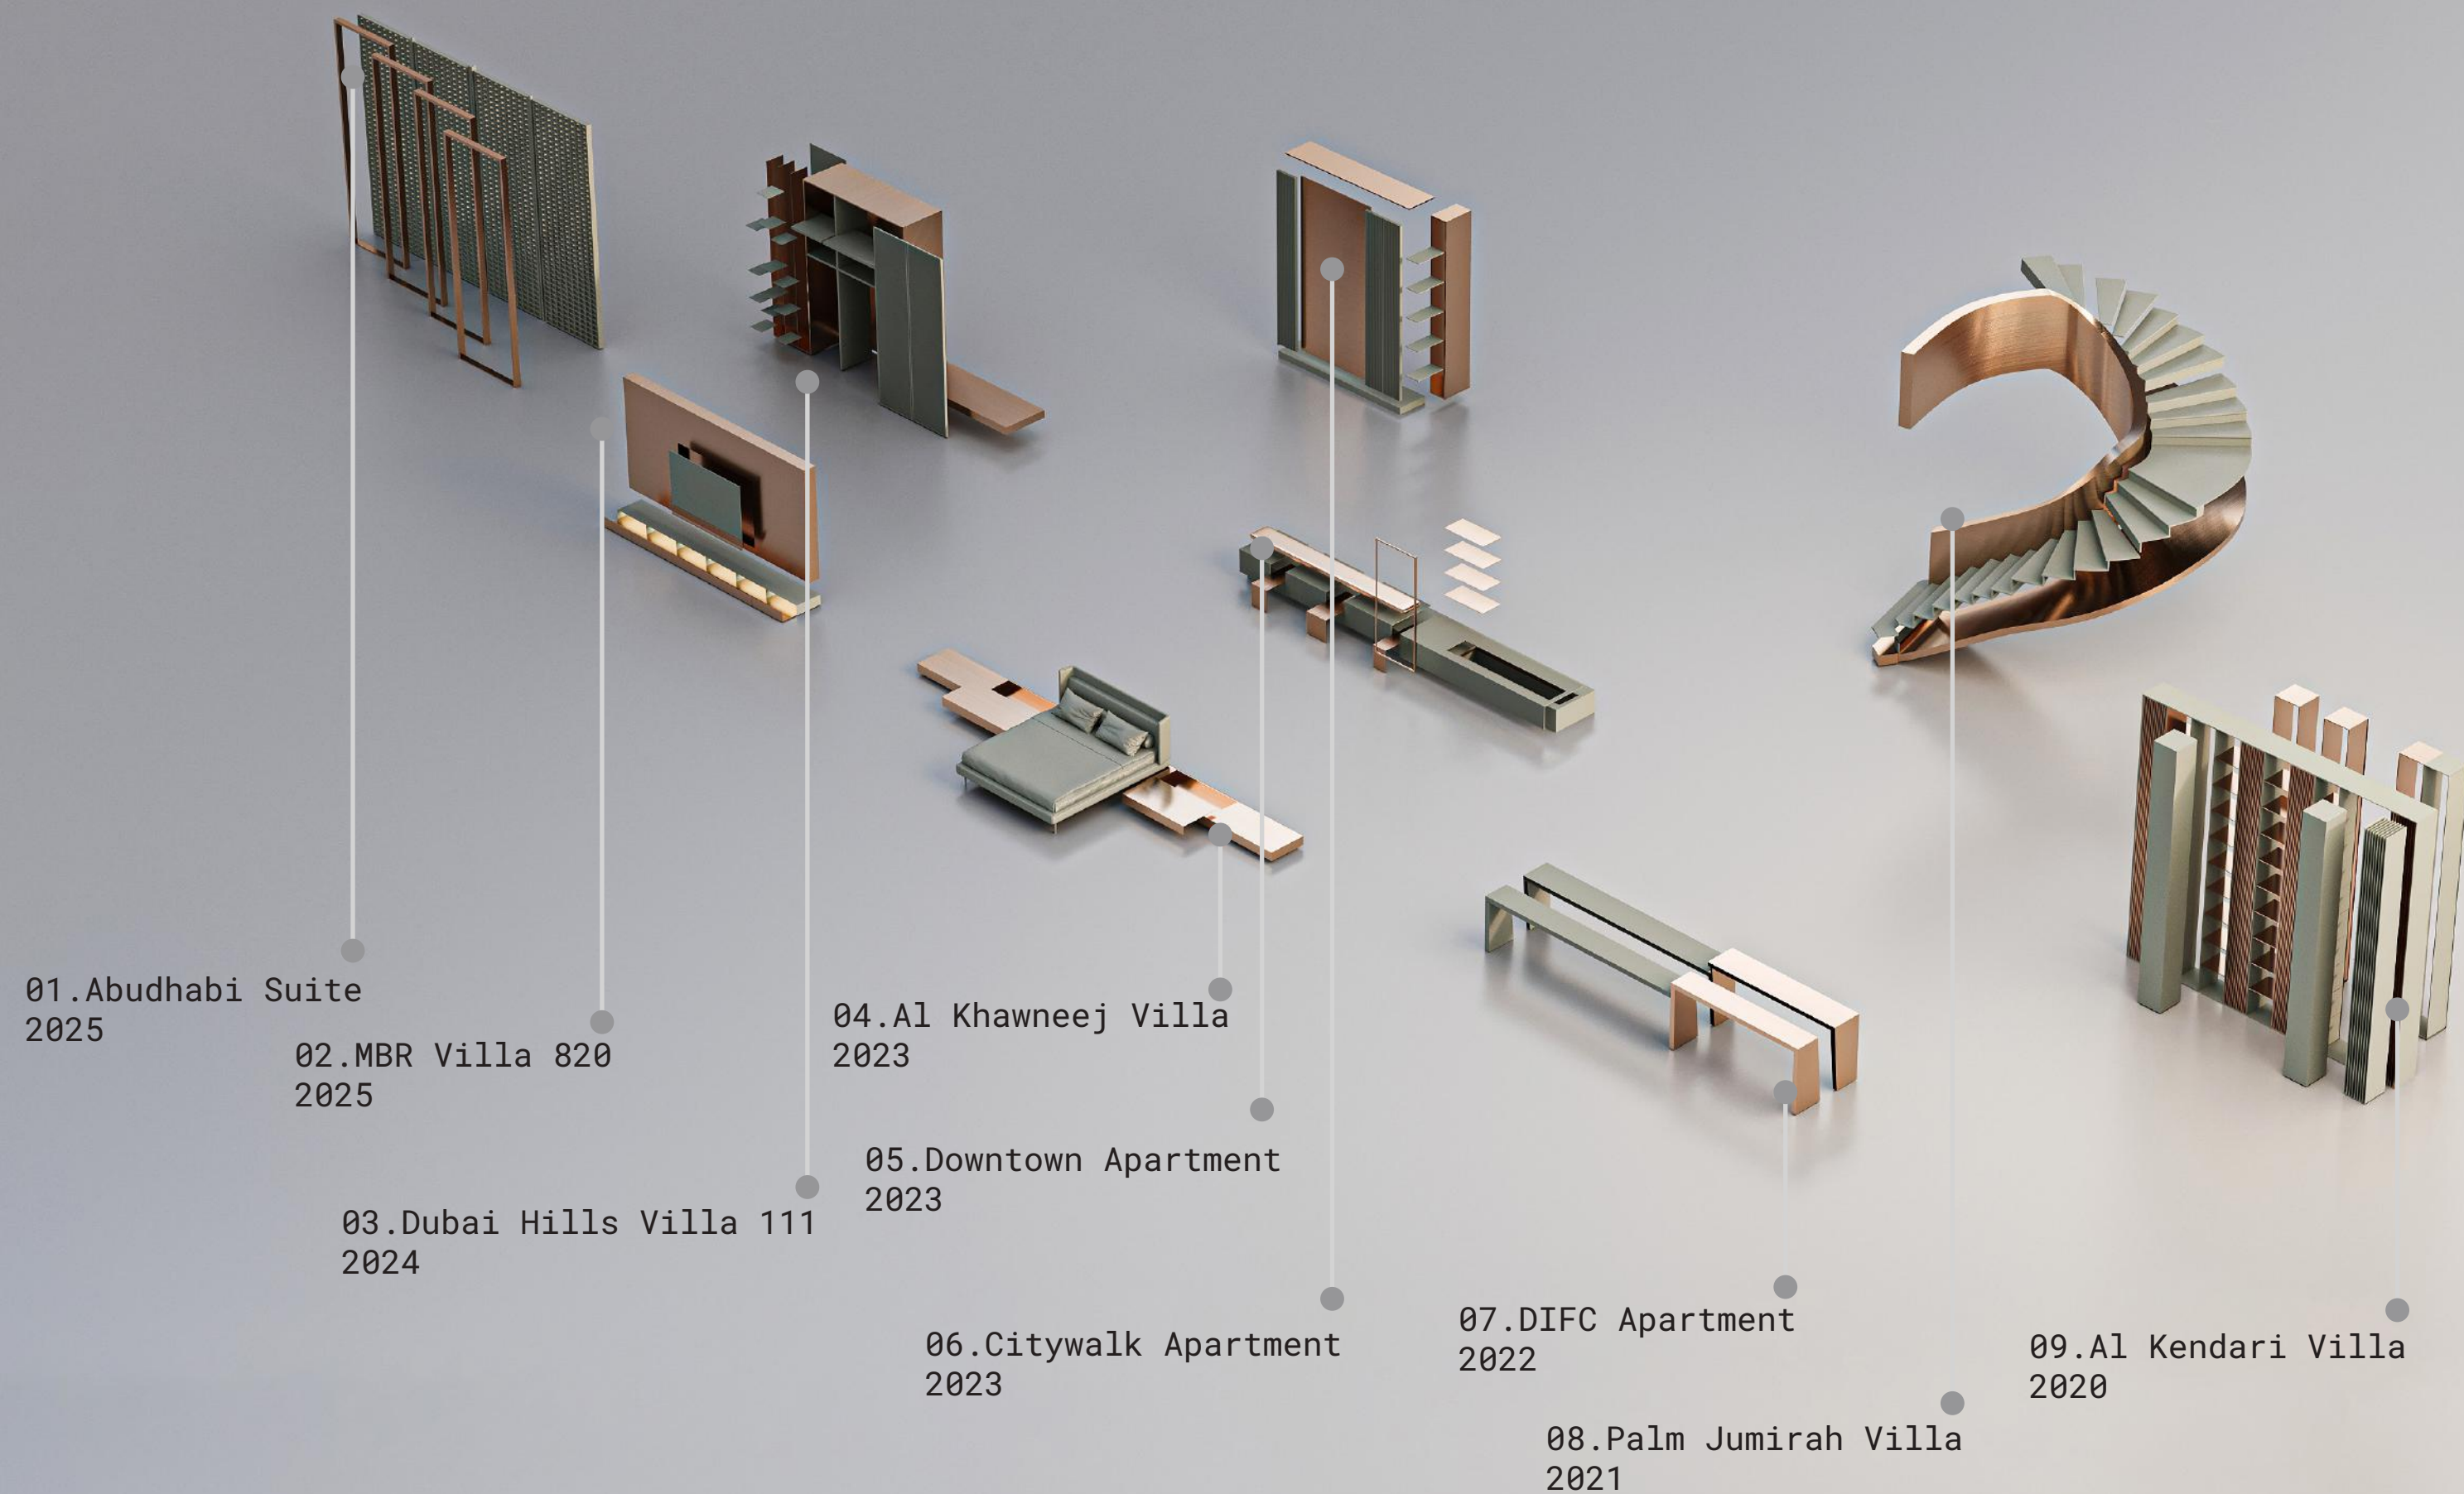 01.Abudhabi Suite
2025
02.MBR Villa 820
2025
03.Dubai Hills Villa 111
2024
04.Al Khawneej Villa
2023
05.Downtown Apartment
2023
06.Citywalk Apartment
2023
07.DIFC Apartment
2022
08.Palm Jumirah Villa
2021
09.Al Kendari Villa
2020